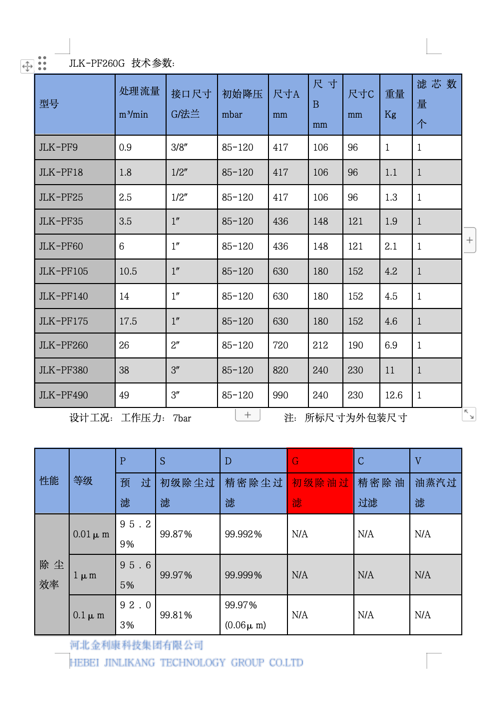 JLK-PF260G 技术参数:
型号 处理流量 m³/min 接口尺寸 G/法兰 初始降压 mbar 尺寸A mm 尺寸 B mm 尺寸C mm 重量 Kg 滤芯数量 个
JLK-PF9 0.9 3/8″ 85-120 417 106 96 1 1
JLK-PF18 1.8 1/2″ 85-120 417 106 96 1.1 1
JLK-PF25 2.5 1/2″ 85-120 417 106 96 1.3 1
JLK-PF35 3.5 1″ 85-120 436 148 121 1.9 1
JLK-PF60 6 1″ 85-120 436 148 121 2.1 1
JLK-PF105 10.5 1″ 85-120 630 180 152 4.2 1
JLK-PF140 14 1″ 85-120 630 180 152 4.5 1
JLK-PF175 17.5 1″ 85-120 630 180 152 4.6 1
JLK-PF260 26 2″ 85-120 720 212 190 6.9 1
JLK-PF380 38 3″ 85-120 820 240 230 11 1
JLK-PF490 49 3″ 85-120 990 240 230 12.6 1
设计工况: 工作压力: 7bar 注: 所标尺寸为外包装尺寸
性能 等级 P 预过滤 S 初级除尘过滤 D 精密除尘过滤 G 初级除油过滤 C 精密除油过滤 V 油蒸汽过滤
除尘效率 0.01μm 95.29% 99.87% 99.992% N/A N/A N/A
1μm 95.65% 99.97% 99.999% N/A N/A N/A
0.1μm 92.03% 99.81% 99.97% (0.06μm) N/A N/A N/A
河北金利康科技集团有限公司
HEBEI JINLIKANG TECHNOLOGY GROUP CO.LTD